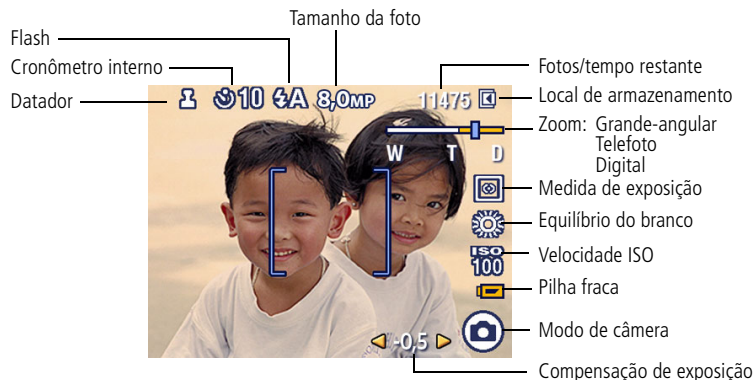 Tamanho da foto
Flash
Cronômetro interno
Datador
10 A 8,0MP
11475
W T D
ISO
100
-0,5
Fotos/tempo restante
Local de armazenamento
Zoom: Grande-angular
Telefoto
Digital
Medida de exposição
Equilíbrio do branco
Velocidade ISO
Pilha fraca
Modo de câmera
Compensação de exposição